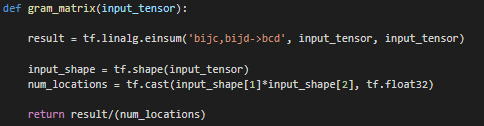 def gram_matrix(input_tensor):
result = tf.linalg.einsum('bijc,bijd->bcd', input_tensor, input_tensor)
input_shape = tf.shape(input_tensor)
num_locations = tf.cast(input_shape[1]*input_shape[2], tf.float32)
return result/(num_locations)